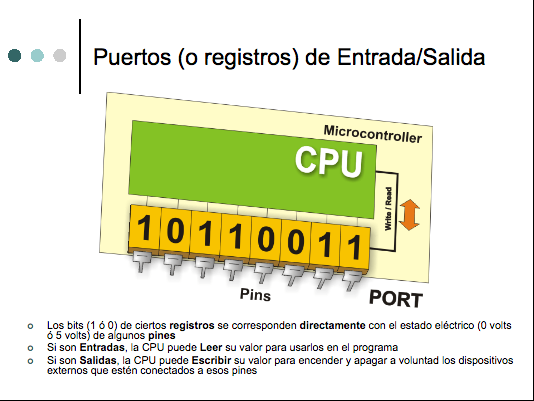 Puertos (o registros) de Entrada/Salida
Microcontroller
CPU
Write / Read
1 0 1 1 0 0 1 1
Pins
PORT
Los bits (1 ó 0) de ciertos registros se corresponden directamente con el estado eléctrico (0 volts
ó 5 volts) de algunos pines
Si son Entradas, la CPU puede Leer su valor para usarlos en el programa
Si son Salidas, la CPU puede Escribir su valor para encender y apagar a voluntad los dispositivos
externos que estén conectados a esos pines